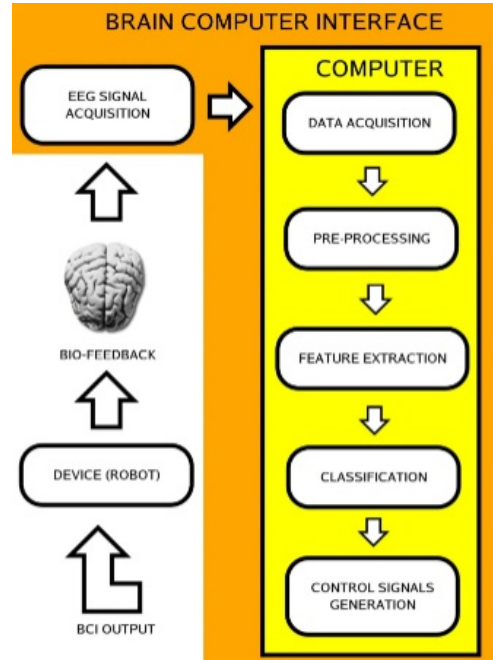 BRAIN COMPUTER INTERFACE
EEG SIGNAL
ACQUISITION
COMPUTER
DATA ACQUISITION
PRE-PROCESSING
FEATURE EXTRACTION
CLASSIFICATION
CONTROL SIGNALS
GENERATION
BIO-FEEDBACK
DEVICE (ROBOT)
BCI OUTPUT